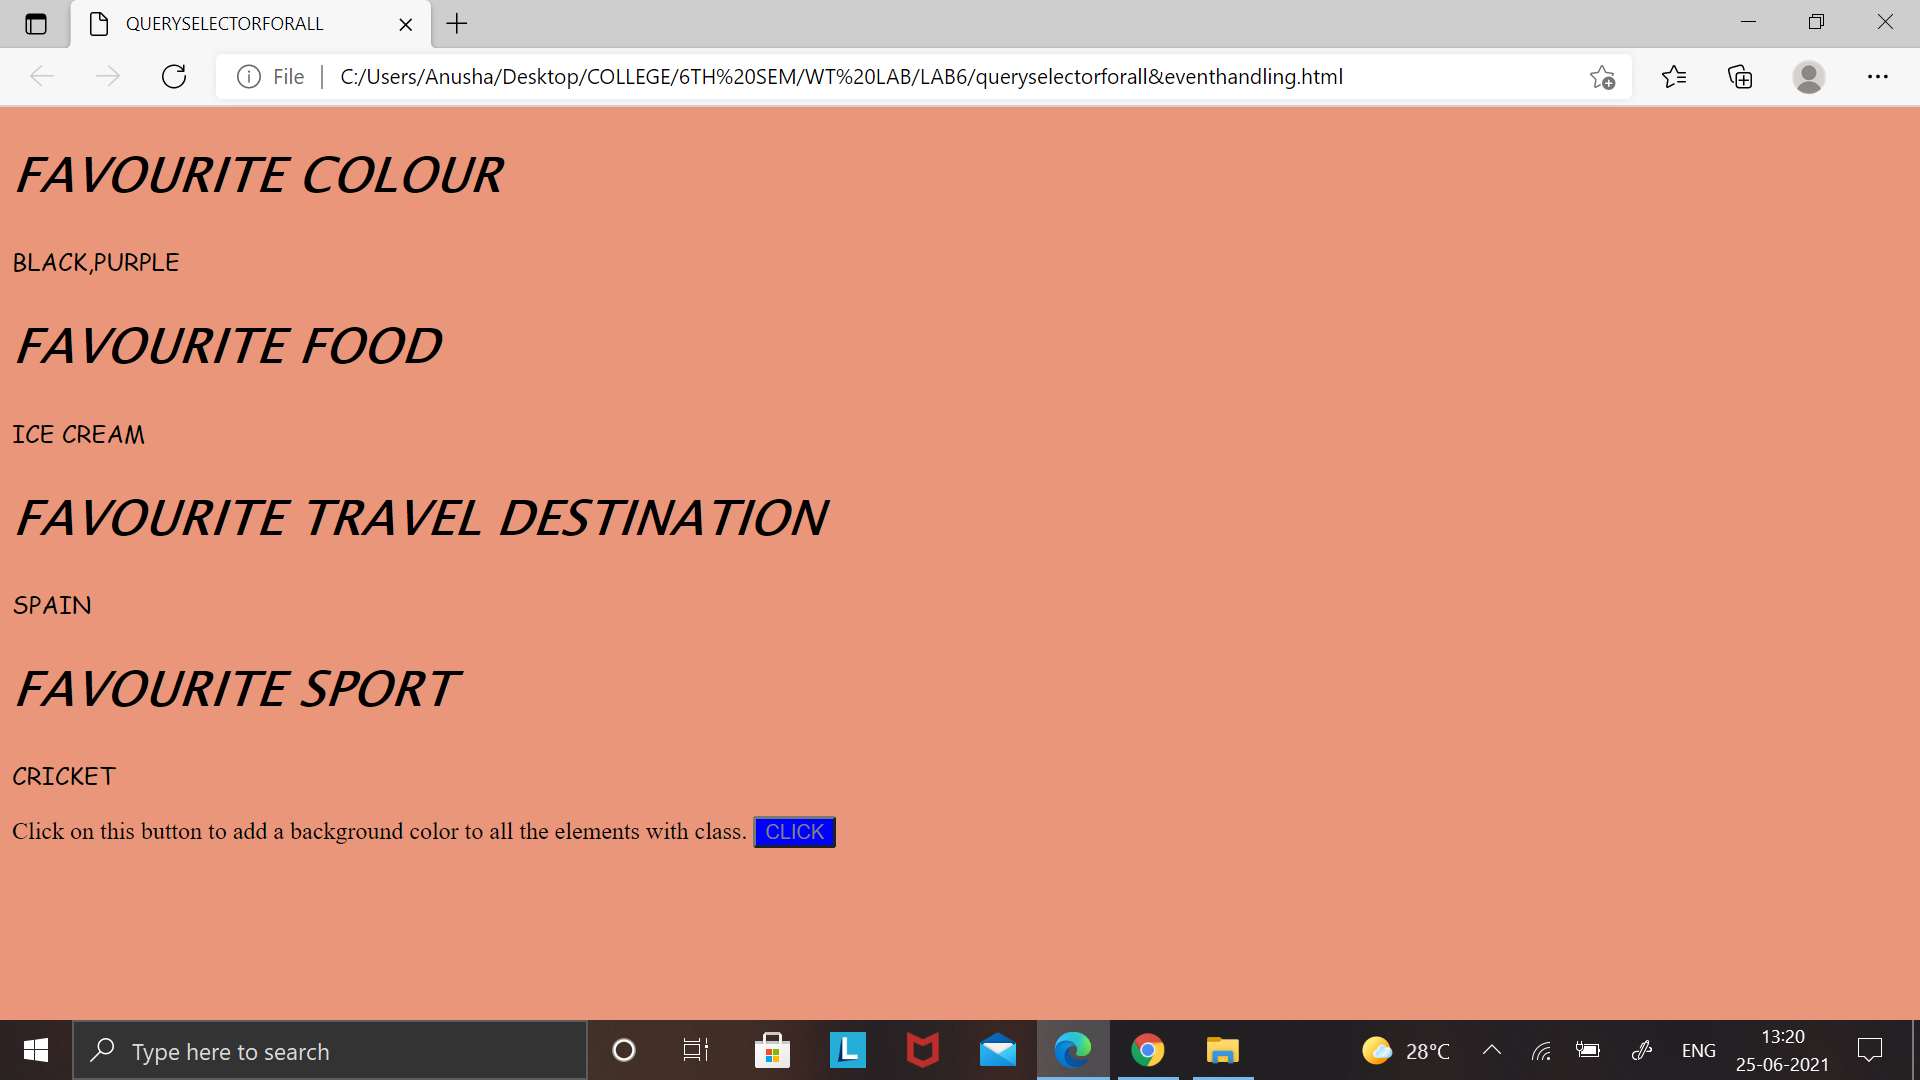 QUERYSELECTORFORALL
File | C:/Users/Anusha/Desktop/COLLEGE/6TH%20SEM/WT%20LAB/LAB6/queryselectorforall&eventhandling.html
FAVOURITE COLOUR
BLACK,PURPLE
FAVOURITE FOOD
ICE CREAM
FAVOURITE TRAVEL DESTINATION
SPAIN
FAVOURITE SPORT
CRICKET
Click on this button to add a background color to all the elements with class. CLICK
Type here to search
L
28°C
ENG
13:20
25-06-2021